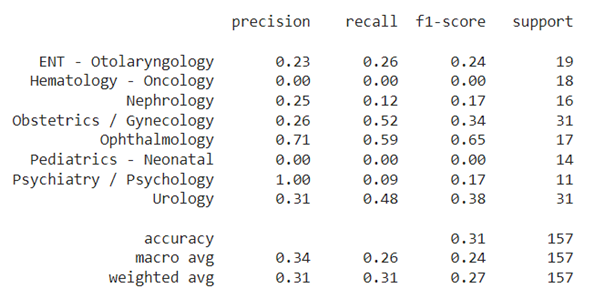 precision recall f1-score support
ENT - Otolaryngology 0.23 0.26 0.24 19
Hematology - Oncology 0.00 0.00 0.00 18
Nephrology 0.25 0.12 0.17 16
Obstetrics / Gynecology 0.26 0.52 0.34 31
Ophthalmology 0.71 0.59 0.65 17
Pediatrics - Neonatal 0.00 0.00 0.00 14
Psychiatry / Psychology 1.00 0.09 0.17 11
Urology 0.31 0.48 0.38 31
accuracy 0.31 157
macro avg 0.34 0.26 0.24 157
weighted avg 0.31 0.31 0.27 157